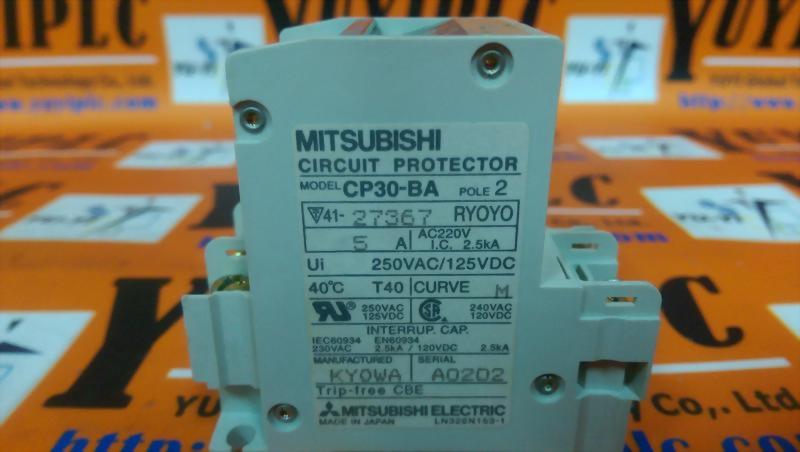 MITSUBISHI
CIRCUIT PROTECTOR
MODEL CP30-BA POLE 2
41-27367 RYOYO
5 A AC220V I.C. 2.5kA
Ui 250VAC/125VDC
40°C T40 CURVE M
250VAC 125VDC 240VAC 120VDC
INTERRUP. CAP.
IEC60934 EN60934
230VAC 2.5kA / 120VDC 2.5kA
MANUFACTURED SERIAL
KYOWA A0202
Trip-free CBE
MITSUBISHI ELECTRIC
MADE IN JAPAN LN328N153-1